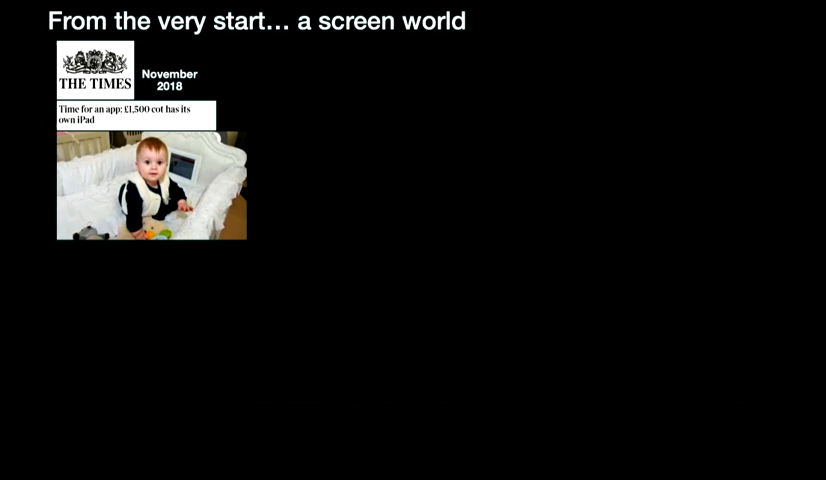 From the very start... a screen world
THE TIMES
November
2018
Time for an app: £1,500 cot has its
own iPad